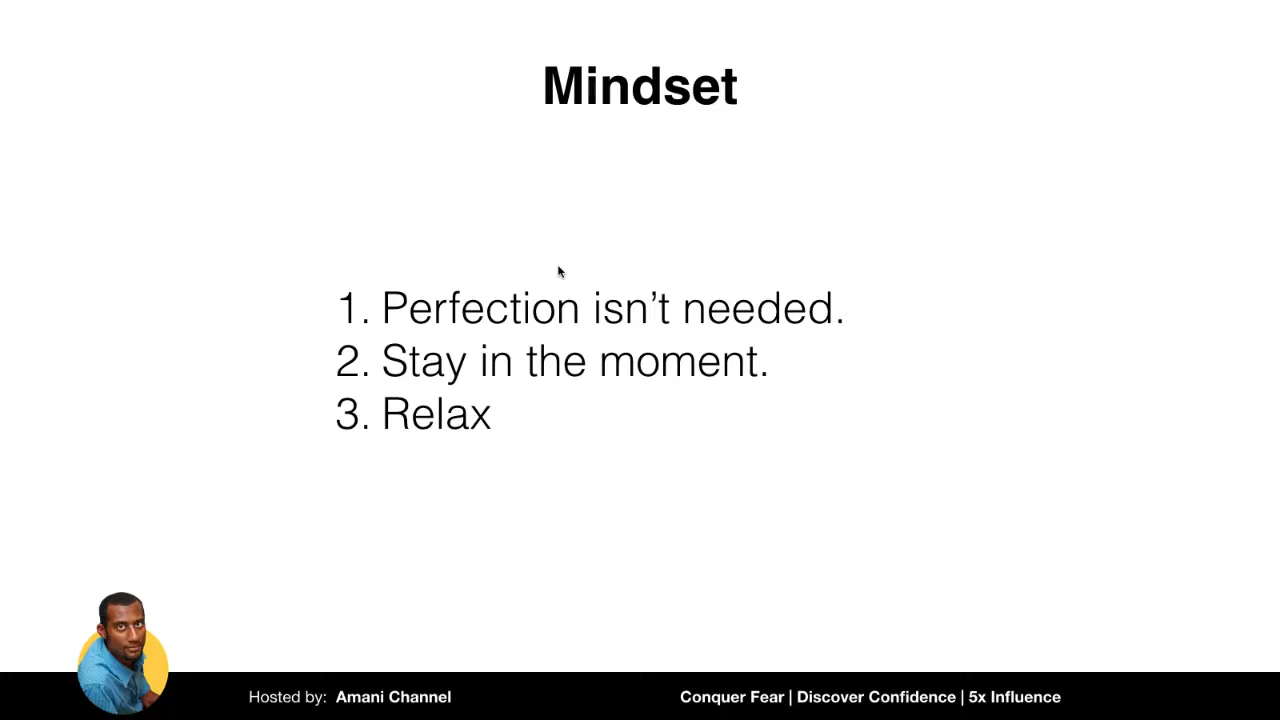 Mindset
1. Perfection isn’t needed.
2. Stay in the moment.
3. Relax
Hosted by: Amani Channel
Conquer Fear | Discover Confidence | 5x Influence